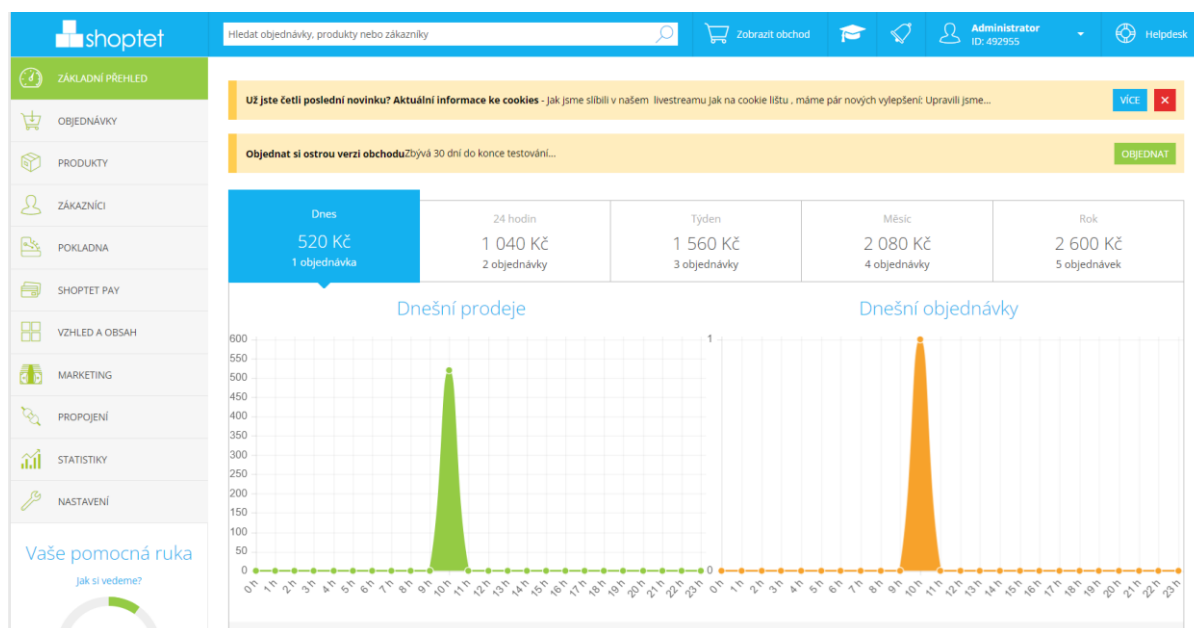 shoptet
Hledat objednávky, produkty nebo zákazníky
Zobrazit obchod
Administrator
ID: 492955
Helpdesk
ZÁKLADNÍ PŘEHLED
OBJEDNÁVKY
PRODUKTY
ZÁKAZNÍCI
POKLADNA
SHOPTET PAY
VZHLED A OBSAH
MARKETING
PROPOJENÍ
STATISTIKY
NASTAVENÍ
Vaše pomocná ruka
Jak si vedeme?
Už jste četli poslední novinku? Aktuální informace ke cookies - Jak jsme slíbili v našem livestreamu Jak na cookie lištu , máme pár nových vylepšení: Upravili jsme...
VÍCE
Objednat si ostrou verzi obchoduZbývá 30 dní do konce testování...
OBJEDNAT
Dnes
520 Kč
1 objednávka
24 hodin
1 040 Kč
2 objednávky
Týden
1 560 Kč
3 objednávky
Měsíc
2 080 Kč
4 objednávky
Rok
2 600 Kč
5 objednávek
Dnešní prodeje
600
550
500
450
400
350
300
250
200
150
100
50
0
0 h 1 h 2 h 3 h 4 h 5 h 6 h 7 h 8 h 9 h 10 h 11 h 12 h 13 h 14 h 15 h 16 h 17 h 18 h 19 h 20 h 21 h 22 h 23 h
Dnešní objednávky
1
0
0 h 1 h 2 h 3 h 4 h 5 h 6 h 7 h 8 h 9 h 10 h 11 h 12 h 13 h 14 h 15 h 16 h 17 h 18 h 19 h 20 h 21 h 22 h 23 h